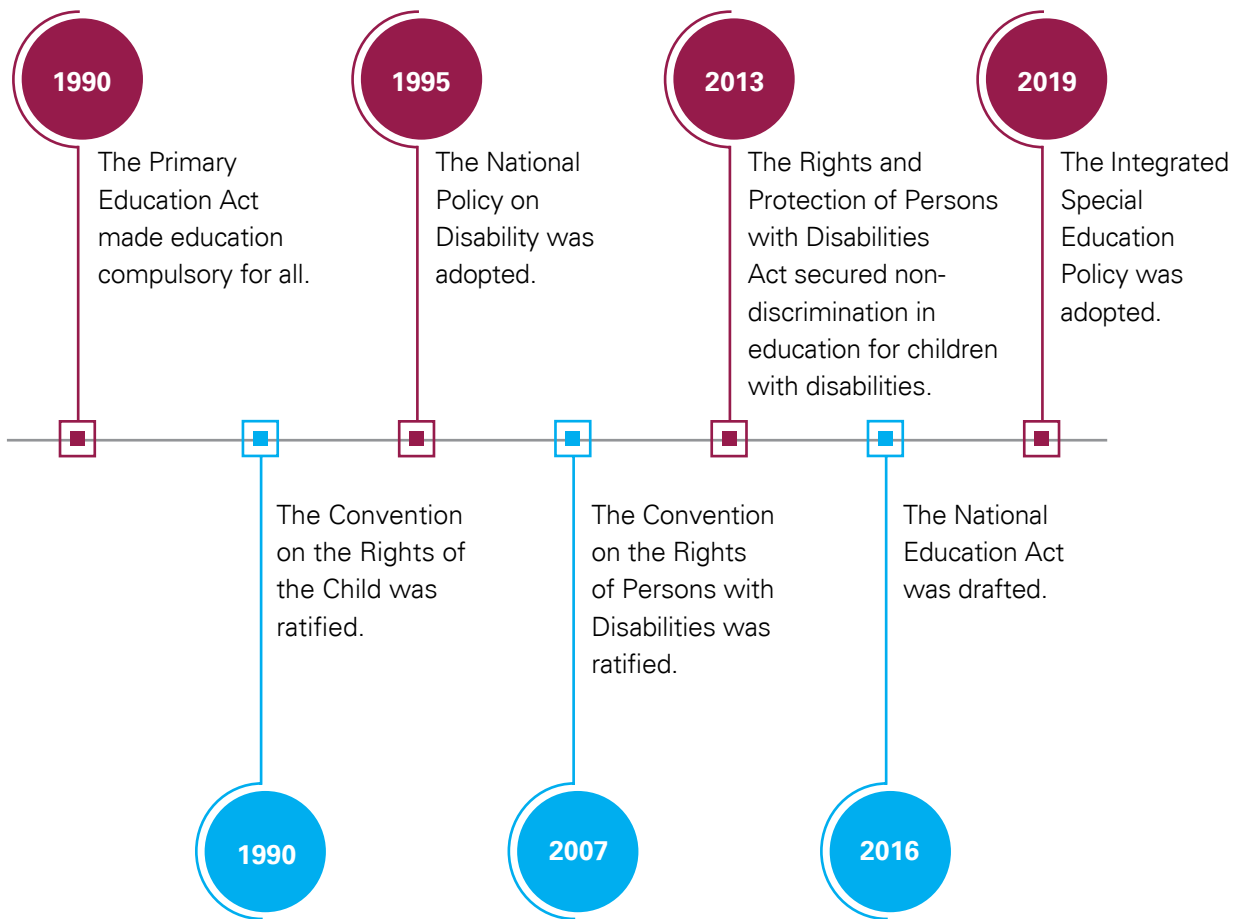 1990
The Primary
Education Act
made education
compulsory for all.
1995
The National
Policy on
Disability was
adopted.
2013
The Rights and
Protection of Persons
with Disabilities
Act secured non-
discrimination in
education for children
with disabilities.
2019
The Integrated
Special
Education
Policy was
adopted.
The Convention
on the Rights of
the Child was
ratified.
1990
The Convention
on the Rights
of Persons with
Disabilities was
ratified.
2007
The National
Education Act
was drafted.
2016